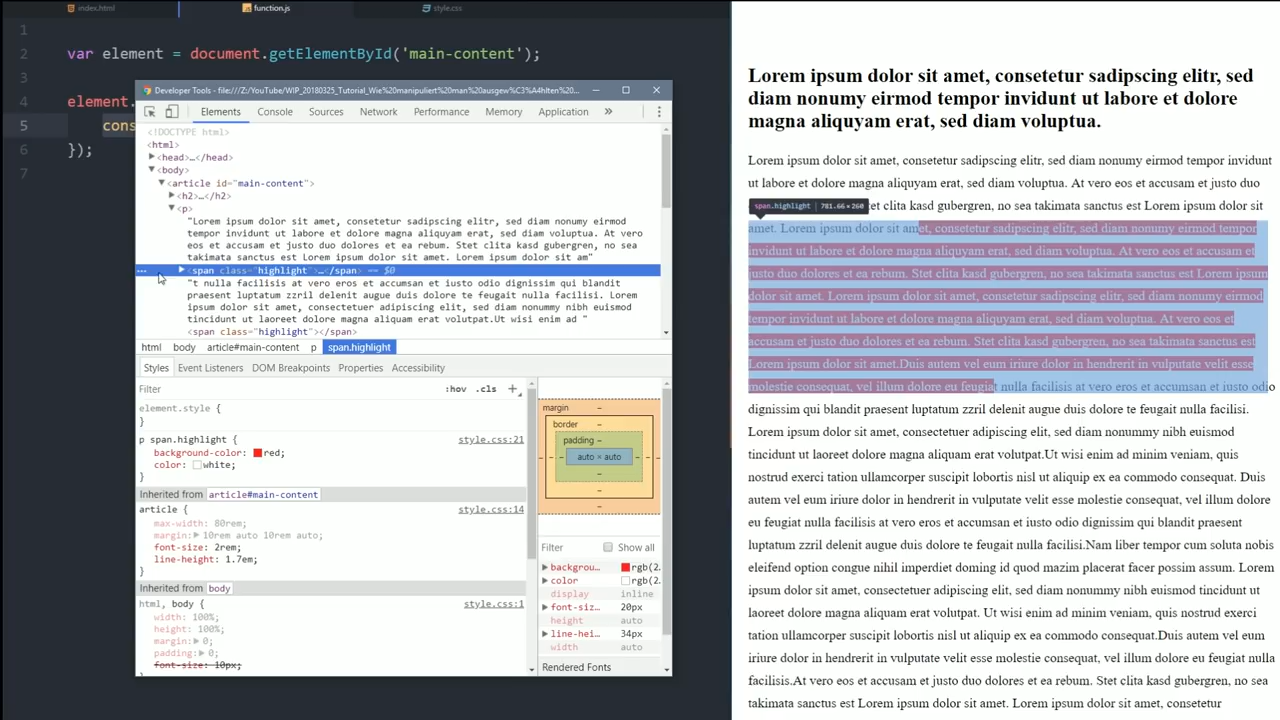 index.html
function.js
style.css
1
2 var element = document.getElementById('main-content');
3
4 element.
5 cons
6 });
7
Developer Tools - file:///Z:/YouTube/WIP_20180325_Tutorial_Wie%20manipuliert%20man%20ausgew%C3%A4hlten%20...
Elements Console Sources Network Performance Memory Application »
<!DOCTYPE html>
<html>
<head>…</head>
<body>
<article id="main-content">
<h2>…</h2>
<p>
"Lorem ipsum dolor sit amet, consetetur sadipscing elitr, sed diam nonumy eirmod
tempor invidunt ut labore et dolore magna aliquyam erat, sed diam voluptua. At vero
eos et accusam et justo duo dolores et ea rebum. Stet clita kasd gubergren, no sea
takimata sanctus est Lorem ipsum dolor sit amet. Lorem ipsum dolor sit am"
… <span class="highlight">…</span> == $0
"t nulla facilisis at vero eros et accumsan et iusto odio dignissim qui blandit
praesent luptatum zzril delenit augue duis dolore te feugait nulla facilisi. Lorem
ipsum dolor sit amet, consectetuer adipiscing elit, sed diam nonummy nibh euismod
tincidunt ut laoreet dolore magna aliquam erat volutpat.Ut wisi enim ad "
<span class="highlight"></span>
html body article#main-content p span.highlight
Styles Event Listeners DOM Breakpoints Properties Accessibility
Filter :hov .cls +
element.style {
}
p span.highlight { style.css:21
background-color: red;
color: white;
}
Inherited from article#main-content
article { style.css:14
max-width: 80rem;
margin: 10rem auto 10rem auto;
font-size: 2rem;
line-height: 1.7em;
}
Inherited from body
html, body { style.css:1
width: 100%;
height: 100%;
margin: 0;
padding: 0;
font-size: 10px;
margin –
border –
padding –
– – – auto × auto – – –
–
–
–
Filter Show all
backgrou… rgb(2…
color rgb(2…
display inline
font-siz… 20px
height auto
line-hei… 34px
width auto
Rendered Fonts
Lorem ipsum dolor sit amet, consetetur sadipscing elitr, sed
diam nonumy eirmod tempor invidunt ut labore et dolore
magna aliquyam erat, sed diam voluptua.
Lorem ipsum dolor sit amet, consetetur sadipscing elitr, sed diam nonumy eirmod tempor invidunt
ut labore et dolore magna aliquyam erat, sed diam voluptua. At vero eos et accusam et justo duo
span.highlight | 781.66×260
et clita kasd gubergren, no sea takimata sanctus est Lorem ipsum dolor sit
amet. Lorem ipsum dolor sit amet, consetetur sadipscing elitr, sed diam nonumy eirmod tempor
invidunt ut labore et dolore magna aliquyam erat, sed diam voluptua. At vero eos et accusam et
justo duo dolores et ea rebum. Stet clita kasd gubergren, no sea takimata sanctus est Lorem ipsum
dolor sit amet. Lorem ipsum dolor sit amet, consetetur sadipscing elitr, sed diam nonumy eirmod
tempor invidunt ut labore et dolore magna aliquyam erat, sed diam voluptua. At vero eos et
accusam et justo duo dolores et ea rebum. Stet clita kasd gubergren, no sea takimata sanctus est
Lorem ipsum dolor sit amet.Duis autem vel eum iriure dolor in hendrerit in vulputate velit esse
molestie consequat, vel illum dolore eu feugiat nulla facilisis at vero eros et accumsan et iusto odio
dignissim qui blandit praesent luptatum zzril delenit augue duis dolore te feugait nulla facilisi.
Lorem ipsum dolor sit amet, consectetuer adipiscing elit, sed diam nonummy nibh euismod
tincidunt ut laoreet dolore magna aliquam erat volutpat.Ut wisi enim ad minim veniam, quis
nostrud exerci tation ullamcorper suscipit lobortis nisl ut aliquip ex ea commodo consequat. Duis
autem vel eum iriure dolor in hendrerit in vulputate velit esse molestie consequat, vel illum dolore
eu feugiat nulla facilisis at vero eros et accumsan et iusto odio dignissim qui blandit praesent
luptatum zzril delenit augue duis dolore te feugait nulla facilisi.Nam liber tempor cum soluta nobis
eleifend option congue nihil imperdiet doming id quod mazim placerat facer possim assum. Lorem
ipsum dolor sit amet, consectetuer adipiscing elit, sed diam nonummy nibh euismod tincidunt ut
laoreet dolore magna aliquam erat volutpat. Ut wisi enim ad minim veniam, quis nostrud exerci
tation ullamcorper suscipit lobortis nisl ut aliquip ex ea commodo consequat.Duis autem vel eum
iriure dolor in hendrerit in vulputate velit esse molestie consequat, vel illum dolore eu feugiat nulla
facilisis.At vero eos et accusam et justo duo dolores et ea rebum. Stet clita kasd gubergren, no sea
takimata sanctus est Lorem ipsum dolor sit amet. Lorem ipsum dolor sit amet, consetetur